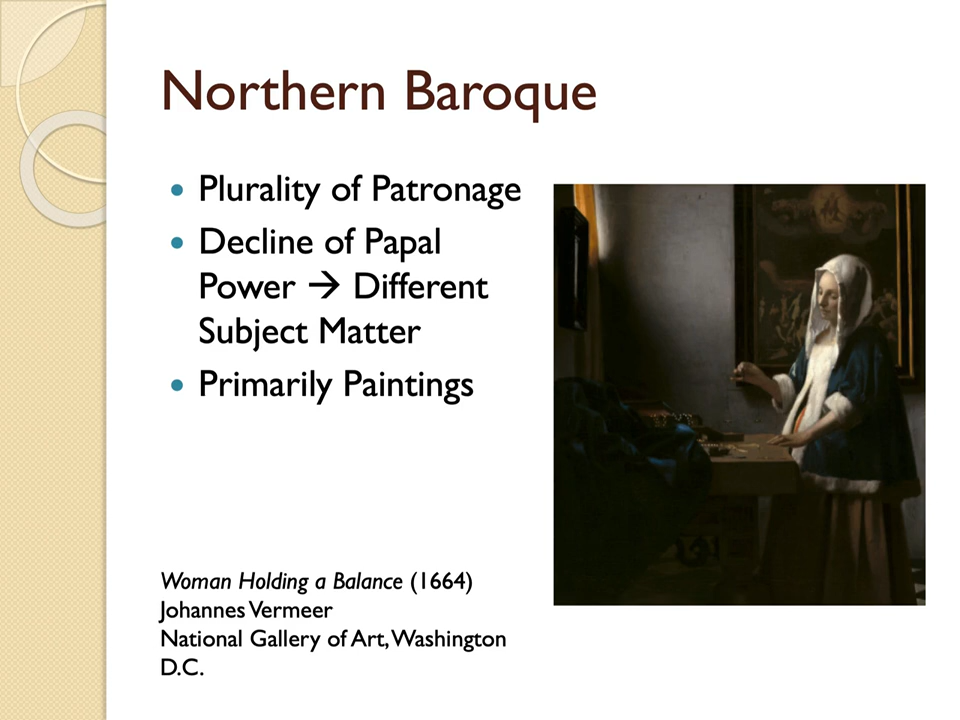 Northern Baroque
• Plurality of Patronage
• Decline of Papal
Power → Different
Subject Matter
• Primarily Paintings
Woman Holding a Balance (1664)
Johannes Vermeer
National Gallery of Art, Washington
D.C.